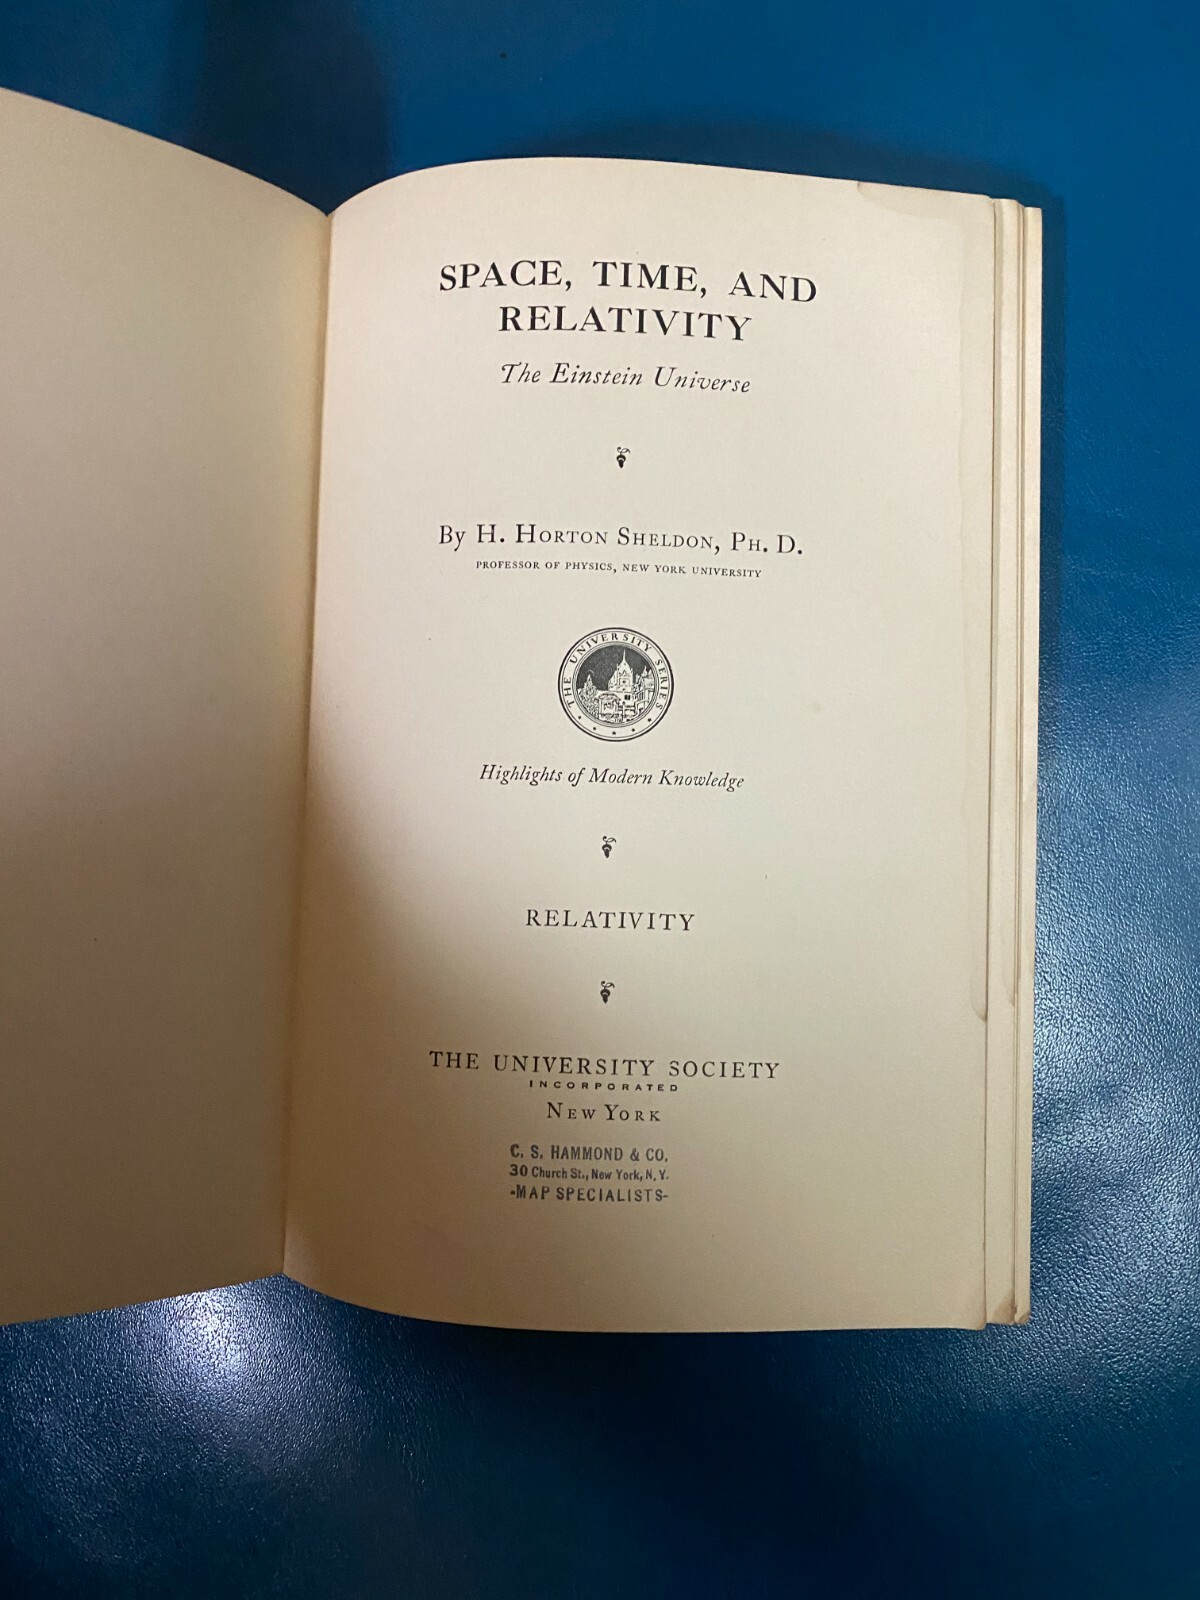 SPACE, TIME, AND
RELATIVITY
The Einstein Universe
By H. HORTON SHELDON, PH. D.
PROFESSOR OF PHYSICS, NEW YORK UNIVERSITY
THE UNIVERSITY SERIES
Highlights of Modern Knowledge
RELATIVITY
THE UNIVERSITY SOCIETY
INCORPORATED
NEW YORK
C. S. HAMMOND & CO.
30 Church St., New York, N. Y.
-MAP SPECIALISTS-